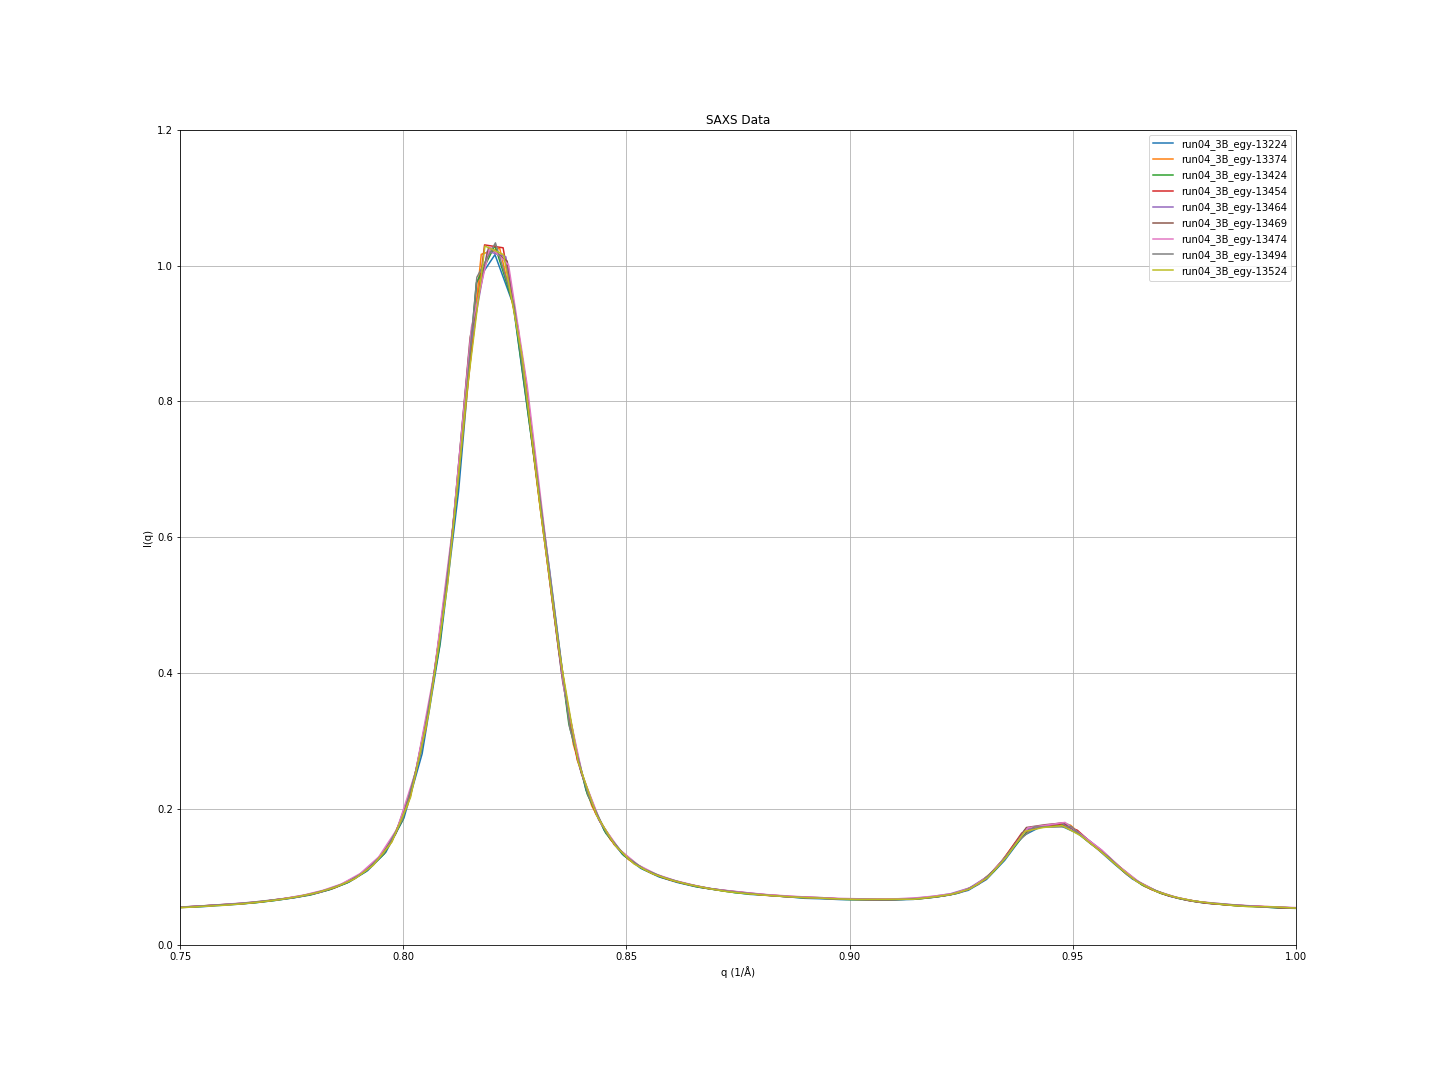 SAXS Data
1.2
1.0
0.8
0.6
0.4
0.2
0.0
I(q)
0.75 0.80 0.85 0.90 0.95 1.00
q (1/Å)
run04_3B_egy-13224
run04_3B_egy-13374
run04_3B_egy-13424
run04_3B_egy-13454
run04_3B_egy-13464
run04_3B_egy-13469
run04_3B_egy-13474
run04_3B_egy-13494
run04_3B_egy-13524